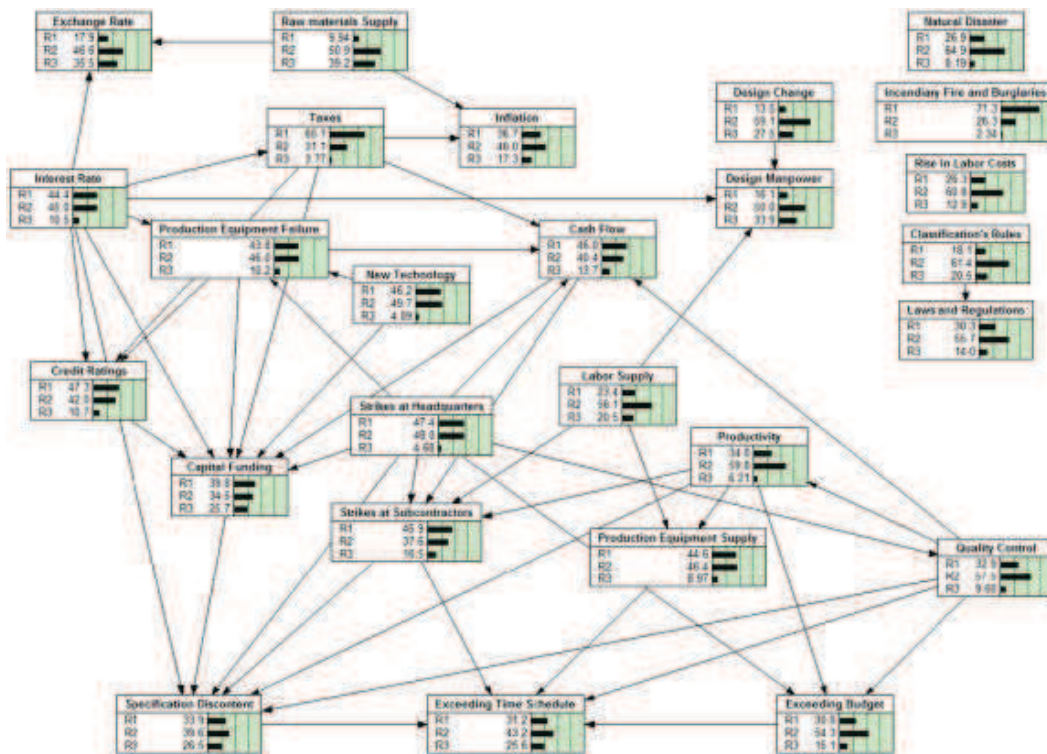 Exchange Rate
R1 17.9
R2 46.6
R3 35.5
Raw materials Supply
R1 9.94
R2 50.9
R3 39.2
Natural Disaster
R1 26.9
R2 64.9
R3 8.19
Design Change
R1
R2 59.1
R3 27.5
Incendiary Fire and Burglaries
R1 71.3
R2 26.3
R3 2.34
Taxes
R1
R2 31.1
R3 3.77
Inflation
R1 36.7
R2 46.0
R3 17.3
Rise In Labor Costs
R1 26.3
R2 60.8
R3 12.9
Interest Rate
R1 44.4
R2
R3 10.5
Design Manpower
R1 16.1
R2 50.0
R3 33.9
Production Equipment Failure
R1 43.8
R2 46.0
R3 10.2
Cash Flow
R1 46.0
R2 40.4
R3 13.7
Classification's Rules
R1 18.1
R2 61.4
R3 20.5
New Technology
R1 46.2
R2 49.7
R3 4.09
Laws and Regulations
R1 30.3
R2 55.7
R3 14.0
Credit Ratings
R1 47.3
R2 42.0
R3 10.7
Labor Supply
R1 23.4
R2 56.1
R3 20.5
Strikes at Headquarters
R1 47.4
R2 48.0
R3 4.60
Productivity
R1 34.0
R2 59.8
R3 6.21
Capital Funding
R1 39.8
R2 34.5
R3 25.7
Strikes at Subcontractors
R1 45.9
R2 37.6
R3 16.5
Production Equipment Supply
R1 44.6
R2 46.4
R3 8.97
Quality Control
R1 32.9
R2 57.5
R3
Specification Discontent
R1 33.9
R2 39.6
R3 26.5
Exceeding Time Schedule
R1 31.2
R2 43.2
R3 25.6
Exceeding Budget
R1
R2 54.3
R3 15.1